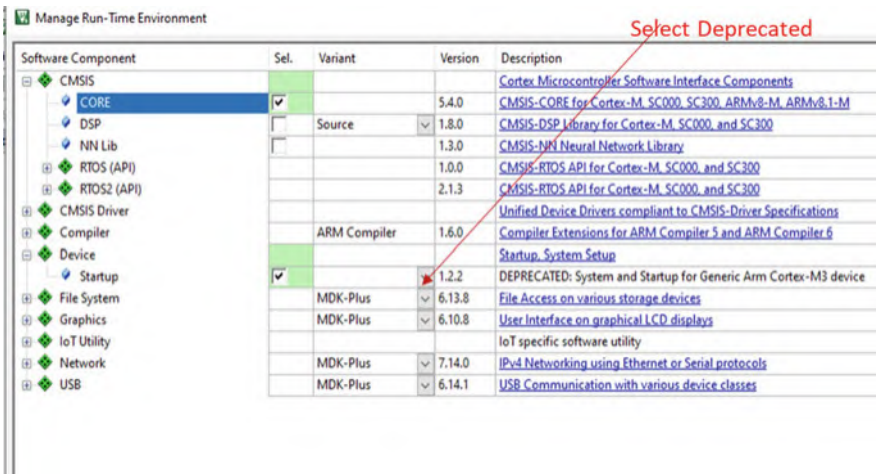 Manage Run-Time Environment
Select Deprecated
Software Component Sel. Variant Version Description
CMSIS Cortex Microcontroller Software Interface Components
CORE 5.4.0 CMSIS-CORE for Cortex-M, SC000, SC300, ARMv8-M, ARMv8.1-M
DSP Source 1.8.0 CMSIS-DSP Library for Cortex-M, SC000, and SC300
NN Lib 1.3.0 CMSIS-NN Neural Network Library
RTOS (API) 1.0.0 CMSIS-RTOS API for Cortex-M, SC000, and SC300
RTOS2 (API) 2.1.3 CMSIS-RTOS API for Cortex-M, SC000, and SC300
CMSIS Driver Unified Device Drivers compliant to CMSIS-Driver Specifications
Compiler ARM Compiler 1.6.0 Compiler Extensions for ARM Compiler 5 and ARM Compiler 6
Device Startup, System Setup
Startup 1.2.2 DEPRECATED: System and Startup for Generic Arm Cortex-M3 device
File System MDK-Plus 6.13.8 File Access on various storage devices
Graphics MDK-Plus 6.10.8 User Interface on graphical LCD displays
IoT Utility IoT specific software utility
Network MDK-Plus 7.14.0 IPv4 Networking using Ethernet or Serial protocols
USB MDK-Plus 6.14.1 USB Communication with various device classes